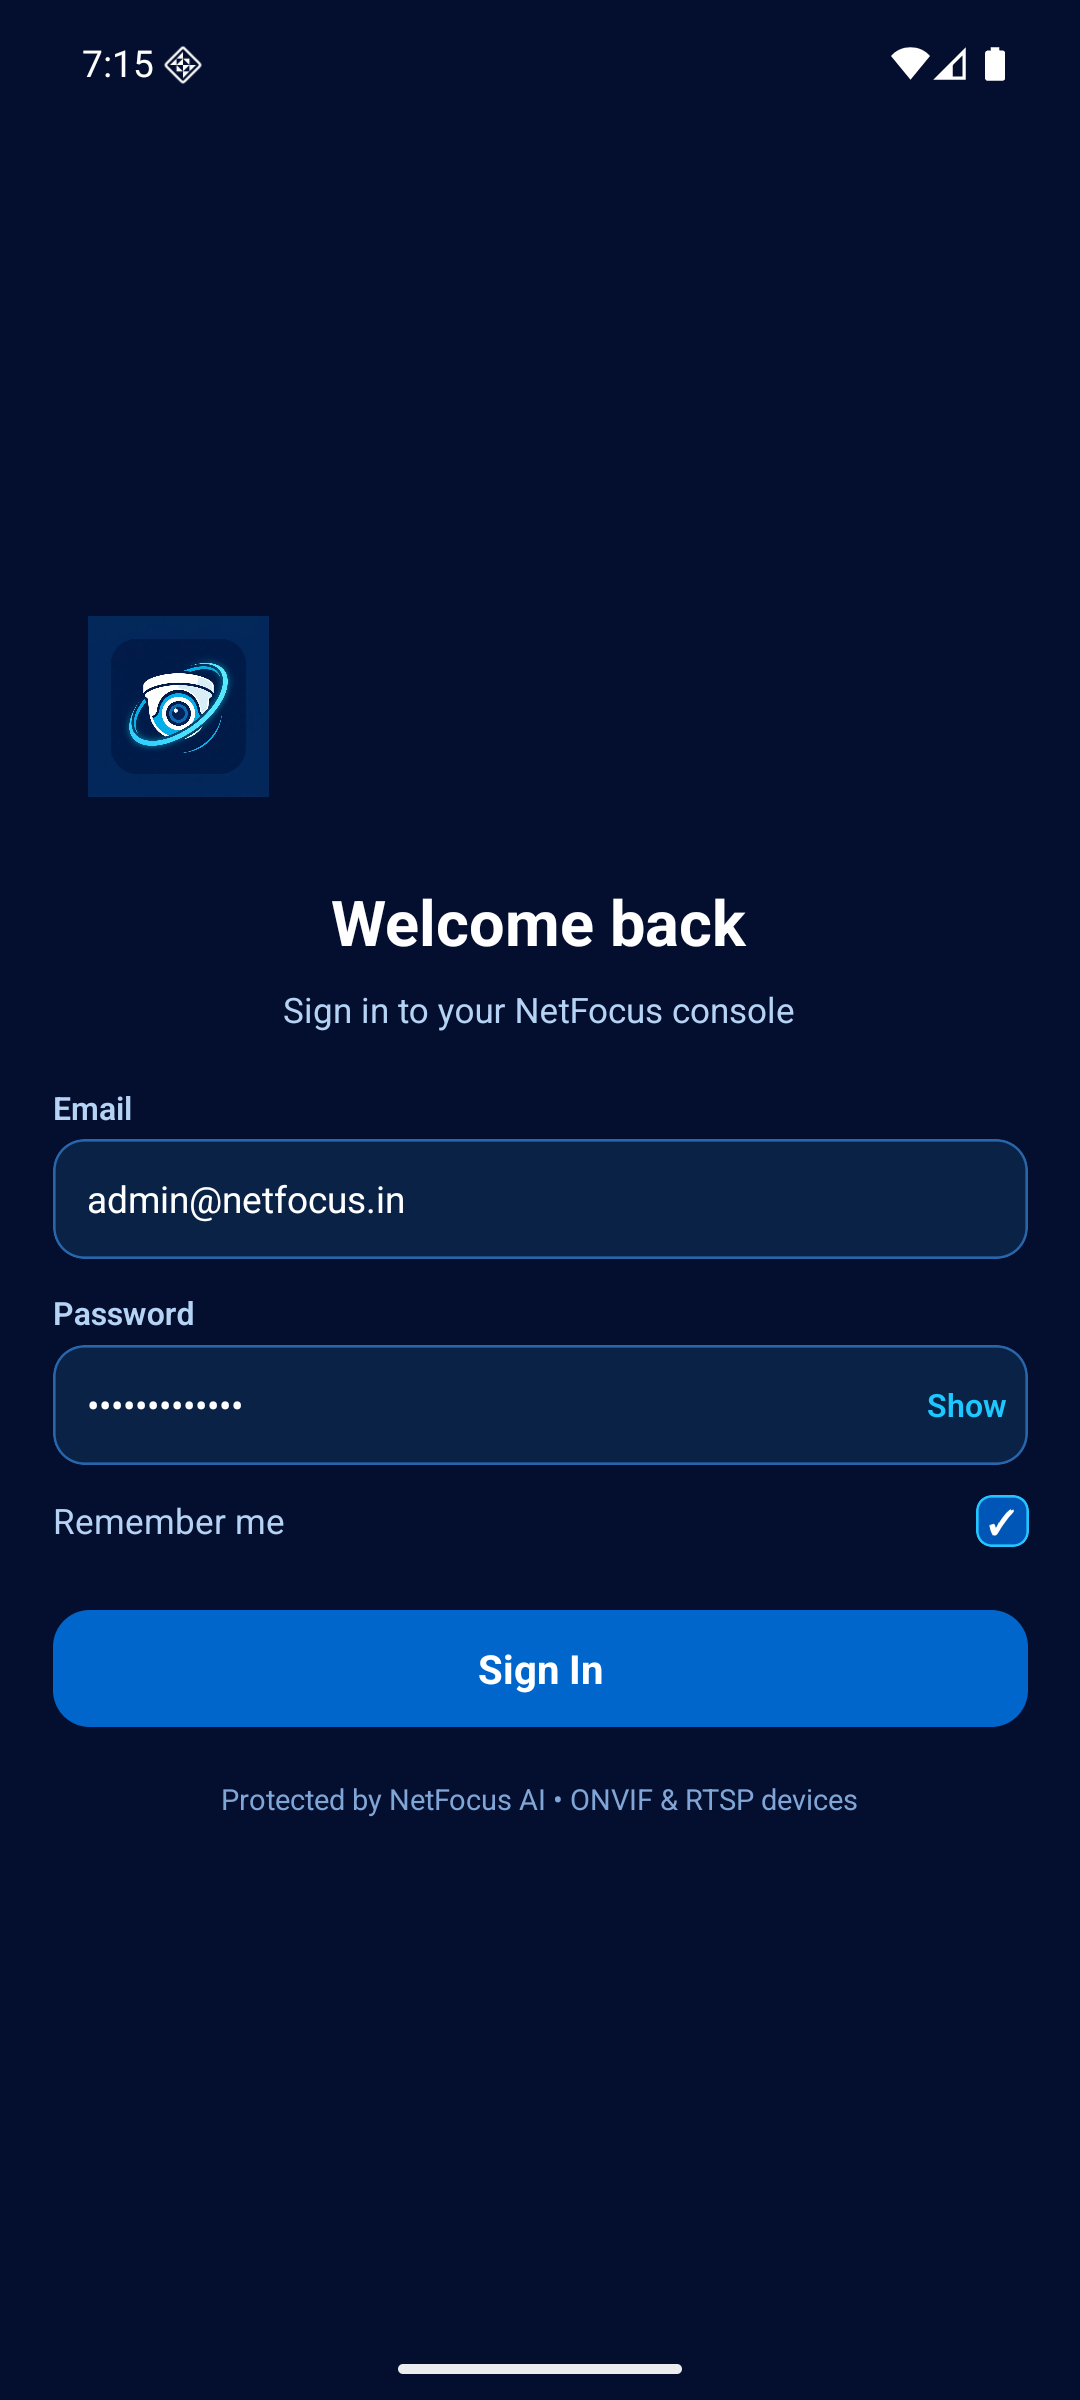 7:15
Welcome back
Sign in to your NetFocus console
Email
admin@netfocus.in
Password
•••••••••••••
Show
Remember me
✓
Sign In
Protected by NetFocus AI • ONVIF & RTSP devices